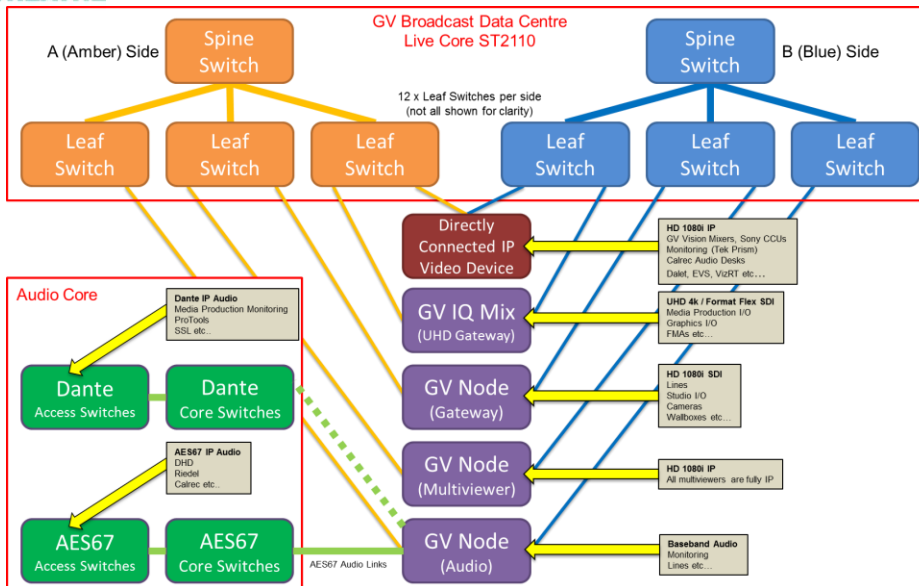 GV Broadcast Data Centre
Live Core ST2110
A (Amber) Side
B (Blue) Side
Spine
Switch
Spine
Switch
12 x Leaf Switches per side
(not all shown for clarity)
Leaf
Switch
Leaf
Switch
Leaf
Switch
Leaf
Switch
Leaf
Switch
Leaf
Switch
Directly
Connected IP
Video Device
HD 1080i IP
GV Vision Mixers, Sony CCUs
Monitoring (Tek Prism)
Calrec Audio Desks
Dalet, EVS, VizRT etc…
Audio Core
Dante IP Audio
Media Production Monitoring
ProTools
SSL etc..
GV IQ Mix
(UHD Gateway)
UHD 4k / Format Flex SDI
Media Production I/O
Graphics I/O
FMAs etc…
Dante
Access Switches
Dante
Core Switches
GV Node
(Gateway)
HD 1080i SDI
Lines
Studio I/O
Cameras
Wallboxes etc…
AES67 IP Audio
DHD
Riedel
Calrec etc..
GV Node
(Multiviewer)
HD 1080i IP
All multiviewers are fully IP
AES67
Access Switches
AES67
Core Switches
AES67 Audio Links
GV Node
(Audio)
Baseband Audio
Monitoring
Lines etc…